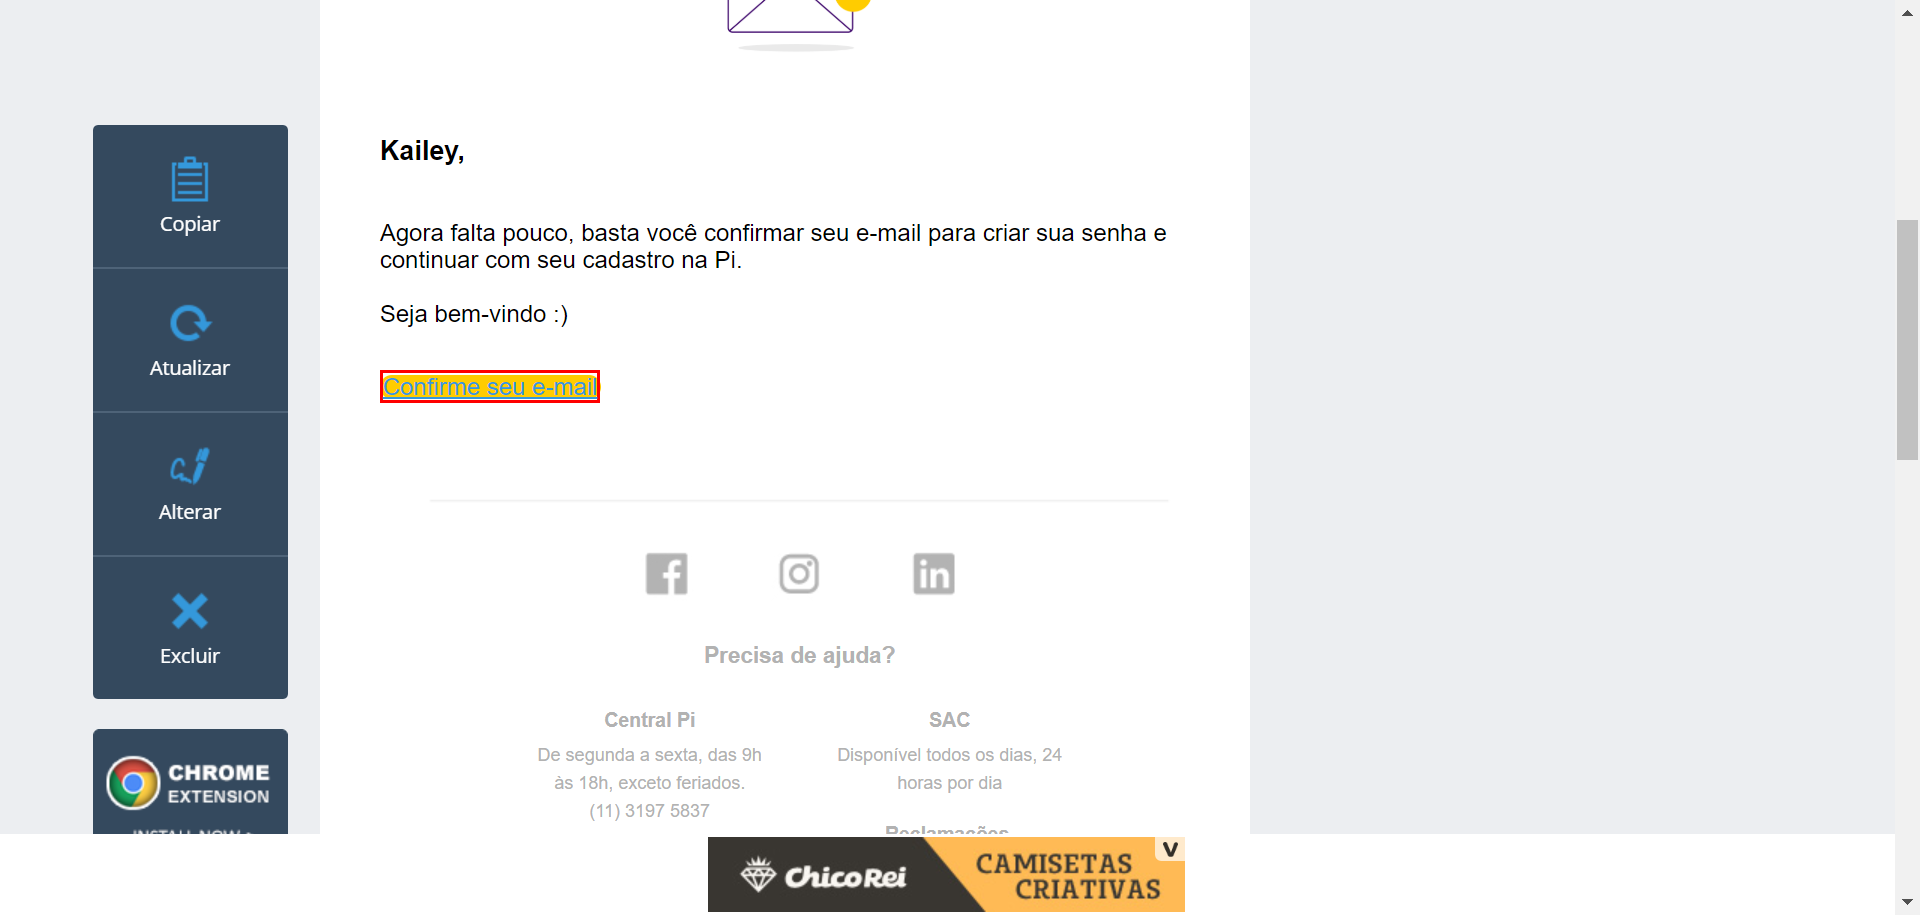 Kailey,
Agora falta pouco, basta você confirmar seu e-mail para criar sua senha e
continuar com seu cadastro na Pi.
Seja bem-vindo :)
Confirme seu e-mail
Copiar
Atualizar
Alterar
Excluir
CHROME
EXTENSION
INSTALL NOW
Precisa de ajuda?
Central Pi
De segunda a sexta, das 9h
às 18h, exceto feriados.
(11) 3197 5837
SAC
Disponível todos os dias, 24
horas por dia
Reclamações
ChicoRei
CAMISETAS
CRIATIVAS
V